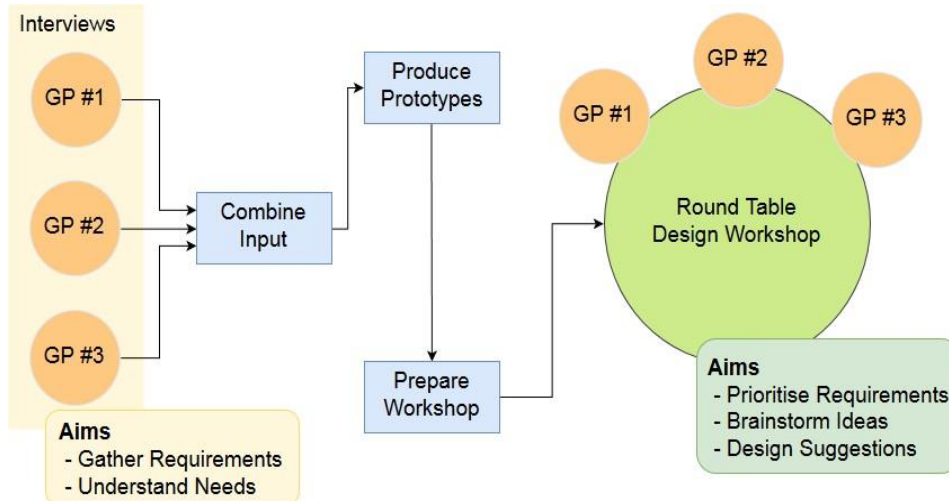 Interviews
GP #1
GP #2
GP #3
Aims
- Gather Requirements
- Understand Needs
Combine
Input
Produce
Prototypes
Prepare
Workshop
GP #1
GP #2
GP #3
Round Table
Design Workshop
Aims
- Prioritise Requirements
- Brainstorm Ideas
- Design Suggestions